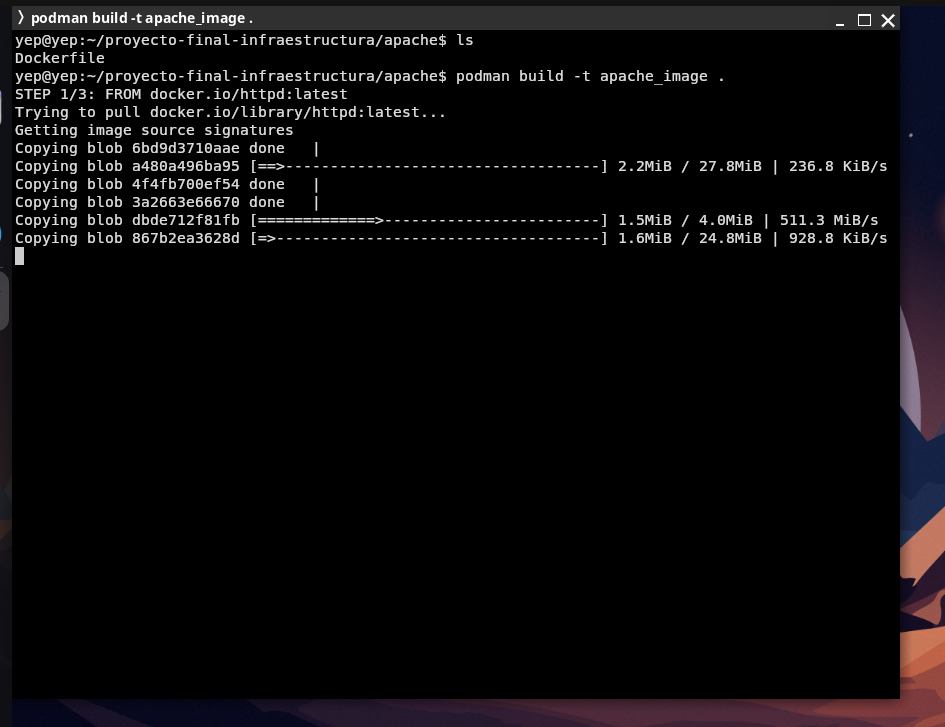 ❭ podman build -t apache_image .
yep@yep:~/proyecto-final-infraestructura/apache$ ls
Dockerfile
yep@yep:~/proyecto-final-infraestructura/apache$ podman build -t apache_image .
STEP 1/3: FROM docker.io/httpd:latest
Trying to pull docker.io/library/httpd:latest...
Getting image source signatures
Copying blob 6bd9d3710aae done   |
Copying blob a480a496ba95 [==>-----------------------------------] 2.2MiB / 27.8MiB | 236.8 KiB/s
Copying blob 4f4fb700ef54 done   |
Copying blob 3a2663e66670 done   |
Copying blob dbde712f81fb [=============>------------------------] 1.5MiB / 4.0MiB | 511.3 MiB/s
Copying blob 867b2ea3628d [=>------------------------------------] 1.6MiB / 24.8MiB | 928.8 KiB/s